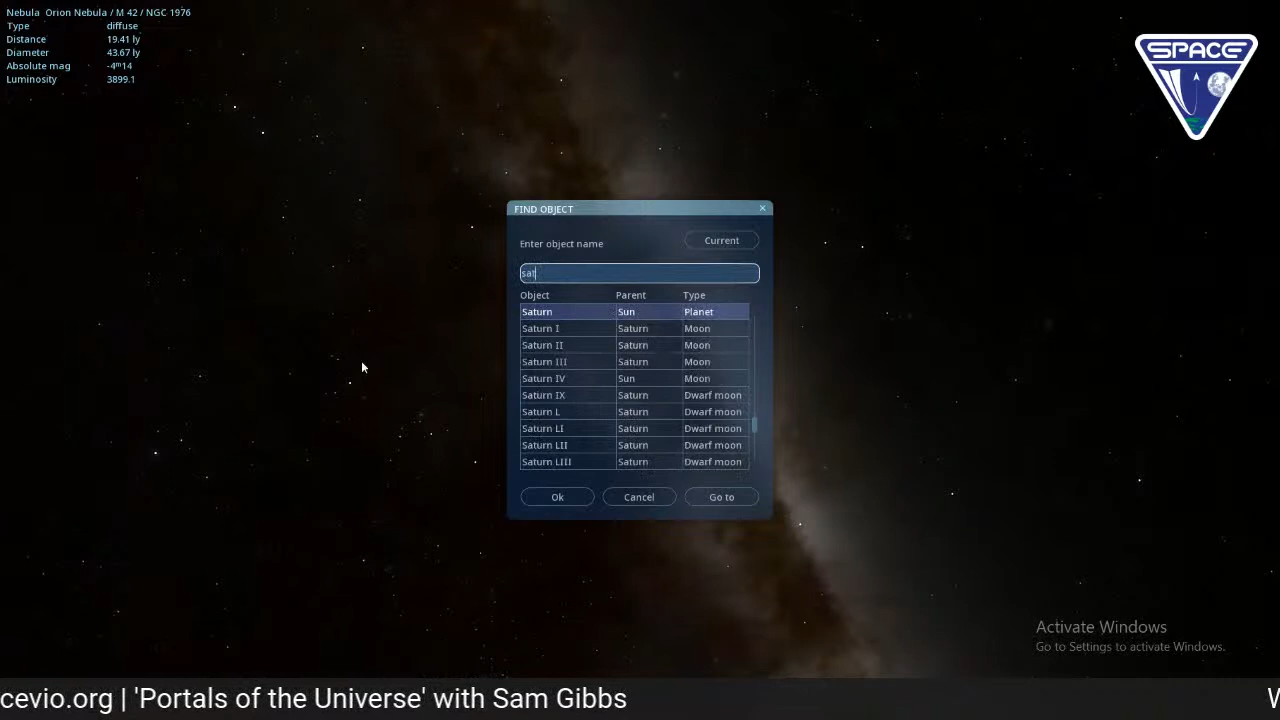 Nebula Orion Nebula / M 42 / NGC 1976
Type diffuse
Distance 19.41 ly
Diameter 43.67 ly
Absolute mag -4ᵐ14
Luminosity 3899.1
SPACE
FIND OBJECT ×
Enter object name Current
sat
Object Parent Type
Saturn Sun Planet
Saturn I Saturn Moon
Saturn II Saturn Moon
Saturn III Saturn Moon
Saturn IV Sun Moon
Saturn IX Saturn Dwarf moon
Saturn L Saturn Dwarf moon
Saturn LI Saturn Dwarf moon
Saturn LII Saturn Dwarf moon
Saturn LIII Saturn Dwarf moon
Ok Cancel Go to
Activate Windows
Go to Settings to activate Windows.
cevio.org | 'Portals of the Universe' with Sam Gibbs